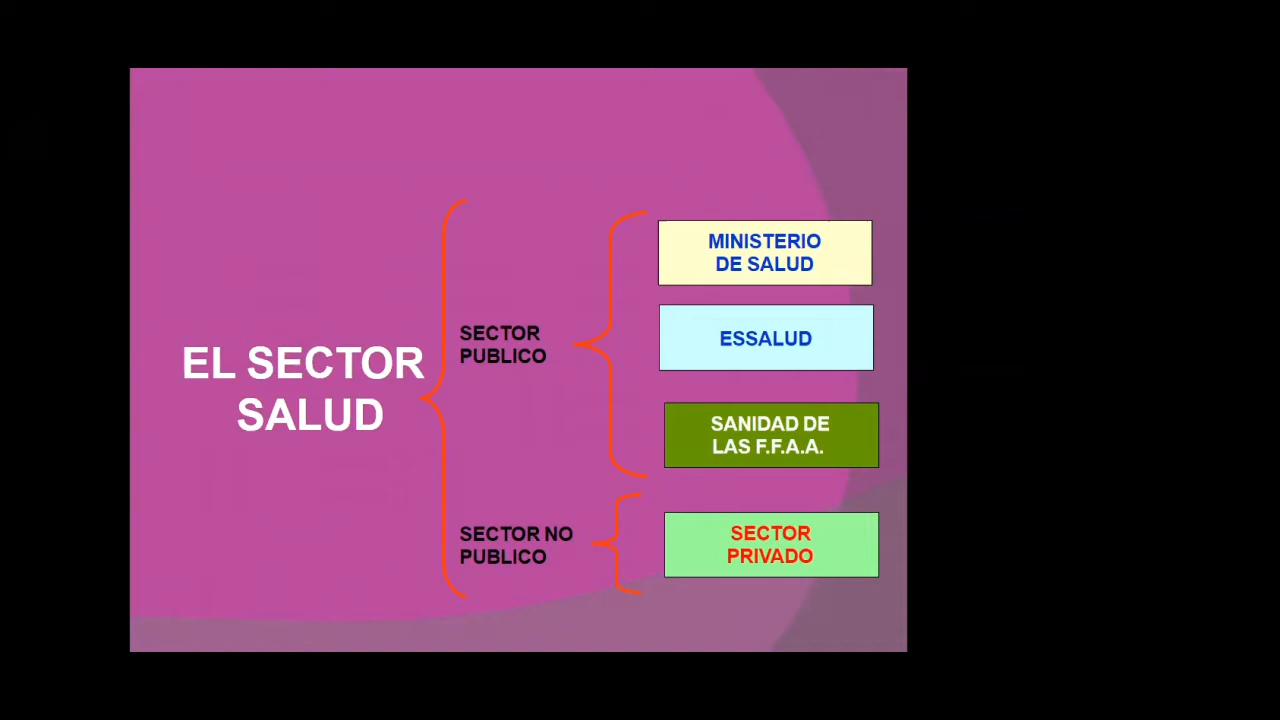 EL SECTOR
SALUD
SECTOR
PUBLICO
MINISTERIO
DE SALUD
ESSALUD
SANIDAD DE
LAS F.F.A.A.
SECTOR NO
PUBLICO
SECTOR
PRIVADO